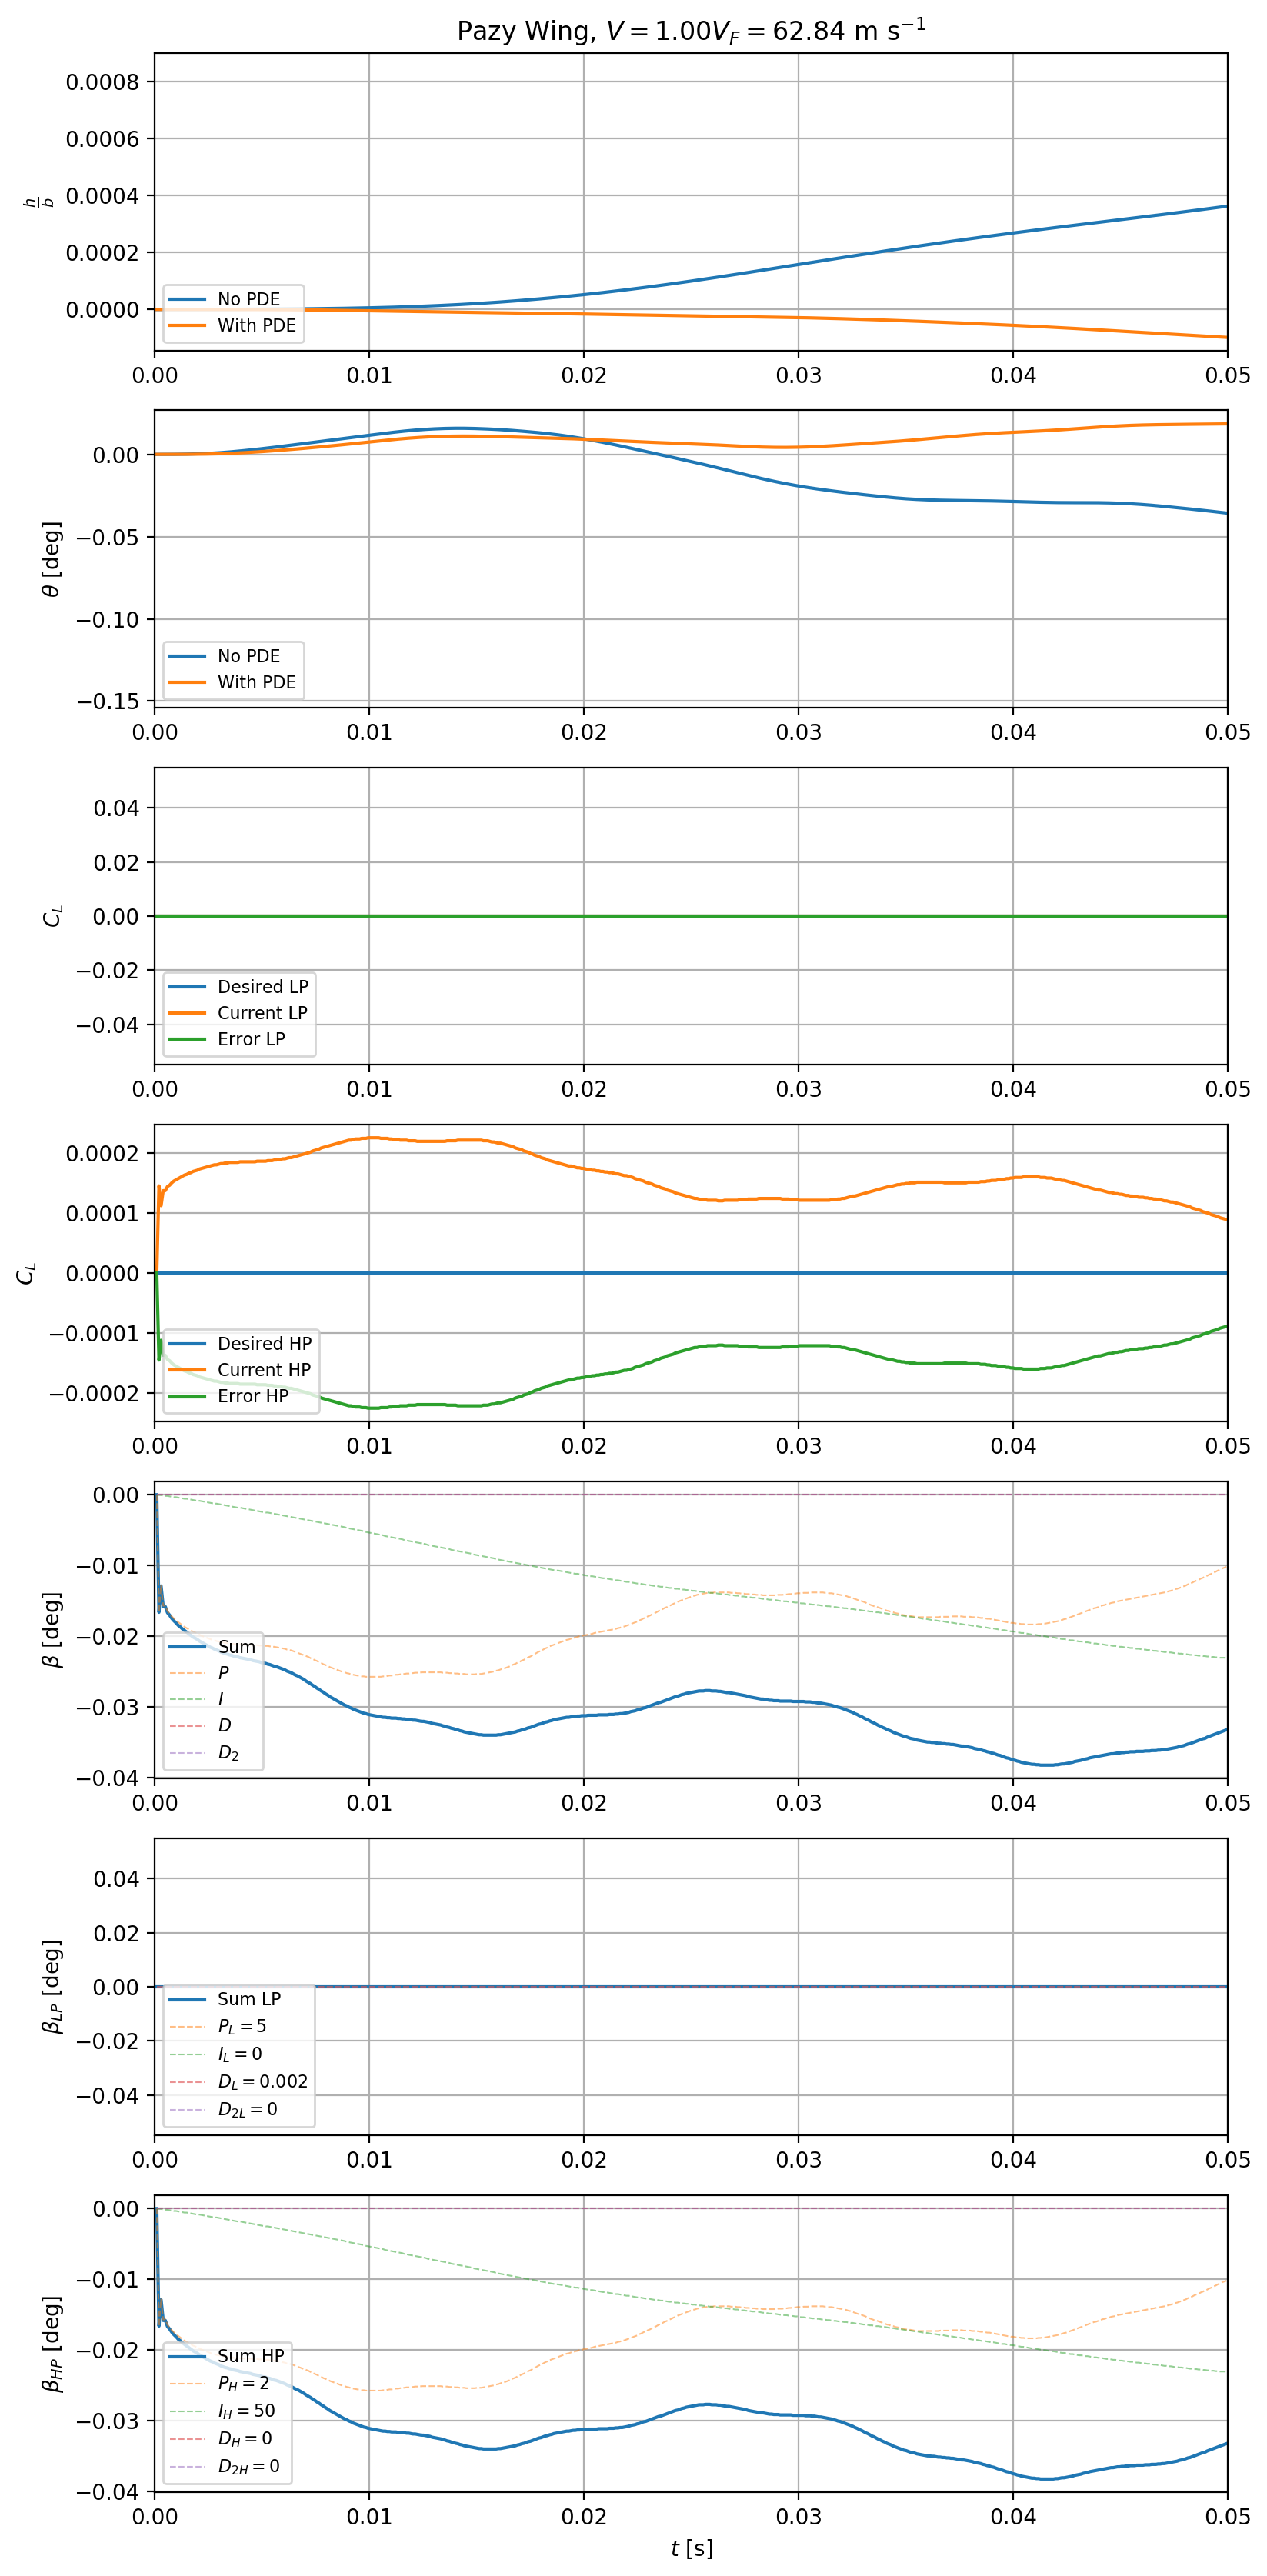 Pazy Wing, V = 1.00V_F = 62.84 m s⁻¹
0.0008
0.0006
0.0004
0.0002
0.0000
h/b
No PDE
With PDE
0.00 0.01 0.02 0.03 0.04 0.05
0.00
−0.05
−0.10
−0.15
θ [deg]
No PDE
With PDE
0.00 0.01 0.02 0.03 0.04 0.05
0.04
0.02
0.00
−0.02
−0.04
C_L
Desired LP
Current LP
Error LP
0.00 0.01 0.02 0.03 0.04 0.05
0.0002
0.0001
0.0000
−0.0001
−0.0002
C_L
Desired HP
Current HP
Error HP
0.00 0.01 0.02 0.03 0.04 0.05
0.00
−0.01
−0.02
−0.03
−0.04
β [deg]
Sum
P
I
D
D₂
0.00 0.01 0.02 0.03 0.04 0.05
0.04
0.02
0.00
−0.02
−0.04
β_LP [deg]
Sum LP
P_L = 5
I_L = 0
D_L = 0.002
D_2L = 0
0.00 0.01 0.02 0.03 0.04 0.05
0.00
−0.01
−0.02
−0.03
−0.04
β_HP [deg]
Sum HP
P_H = 2
I_H = 50
D_H = 0
D_2H = 0
0.00 0.01 0.02 0.03 0.04 0.05
t [s]